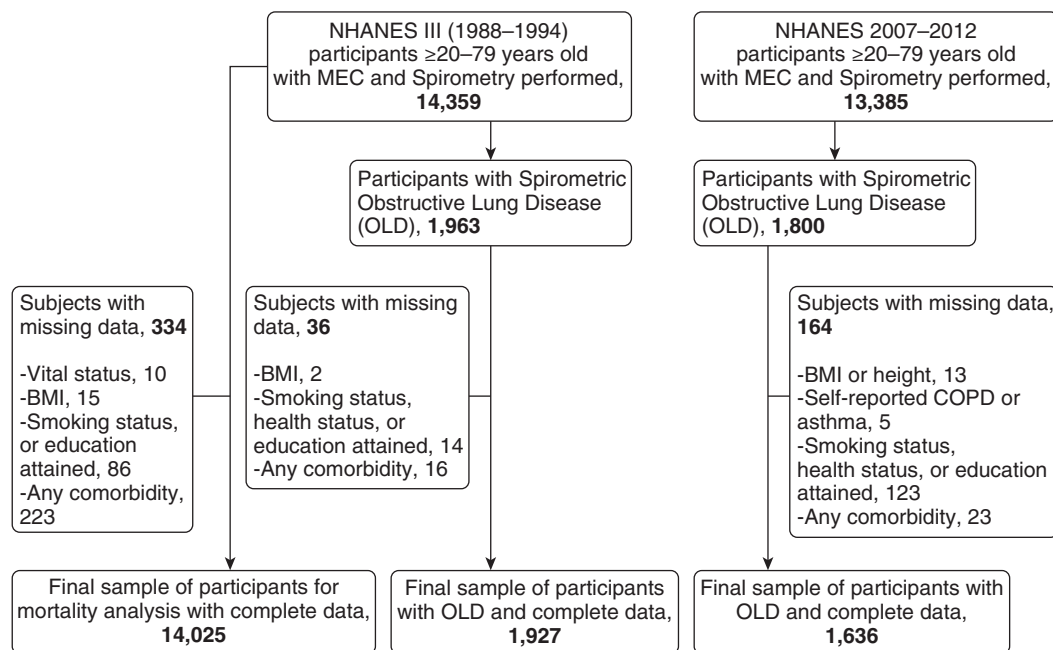 NHANES III (1988–1994)
participants ≥20–79 years old
with MEC and Spirometry performed,
14,359
NHANES 2007–2012
participants ≥20–79 years old
with MEC and Spirometry performed,
13,385
Participants with Spirometric
Obstructive Lung Disease
(OLD), 1,963
Participants with Spirometric
Obstructive Lung Disease
(OLD), 1,800
Subjects with
missing data, 334
-Vital status, 10
-BMI, 15
-Smoking status,
or education
attained, 86
-Any comorbidity,
223
Subjects with missing
data, 36
-BMI, 2
-Smoking status,
health status, or
education attained, 14
-Any comorbidity, 16
Subjects with missing data,
164
-BMI or height, 13
-Self-reported COPD or
asthma, 5
-Smoking status,
health status, or education
attained, 123
-Any comorbidity, 23
Final sample of participants for
mortality analysis with complete data,
14,025
Final sample of participants
with OLD and complete data,
1,927
Final sample of participants with
OLD and complete data,
1,636